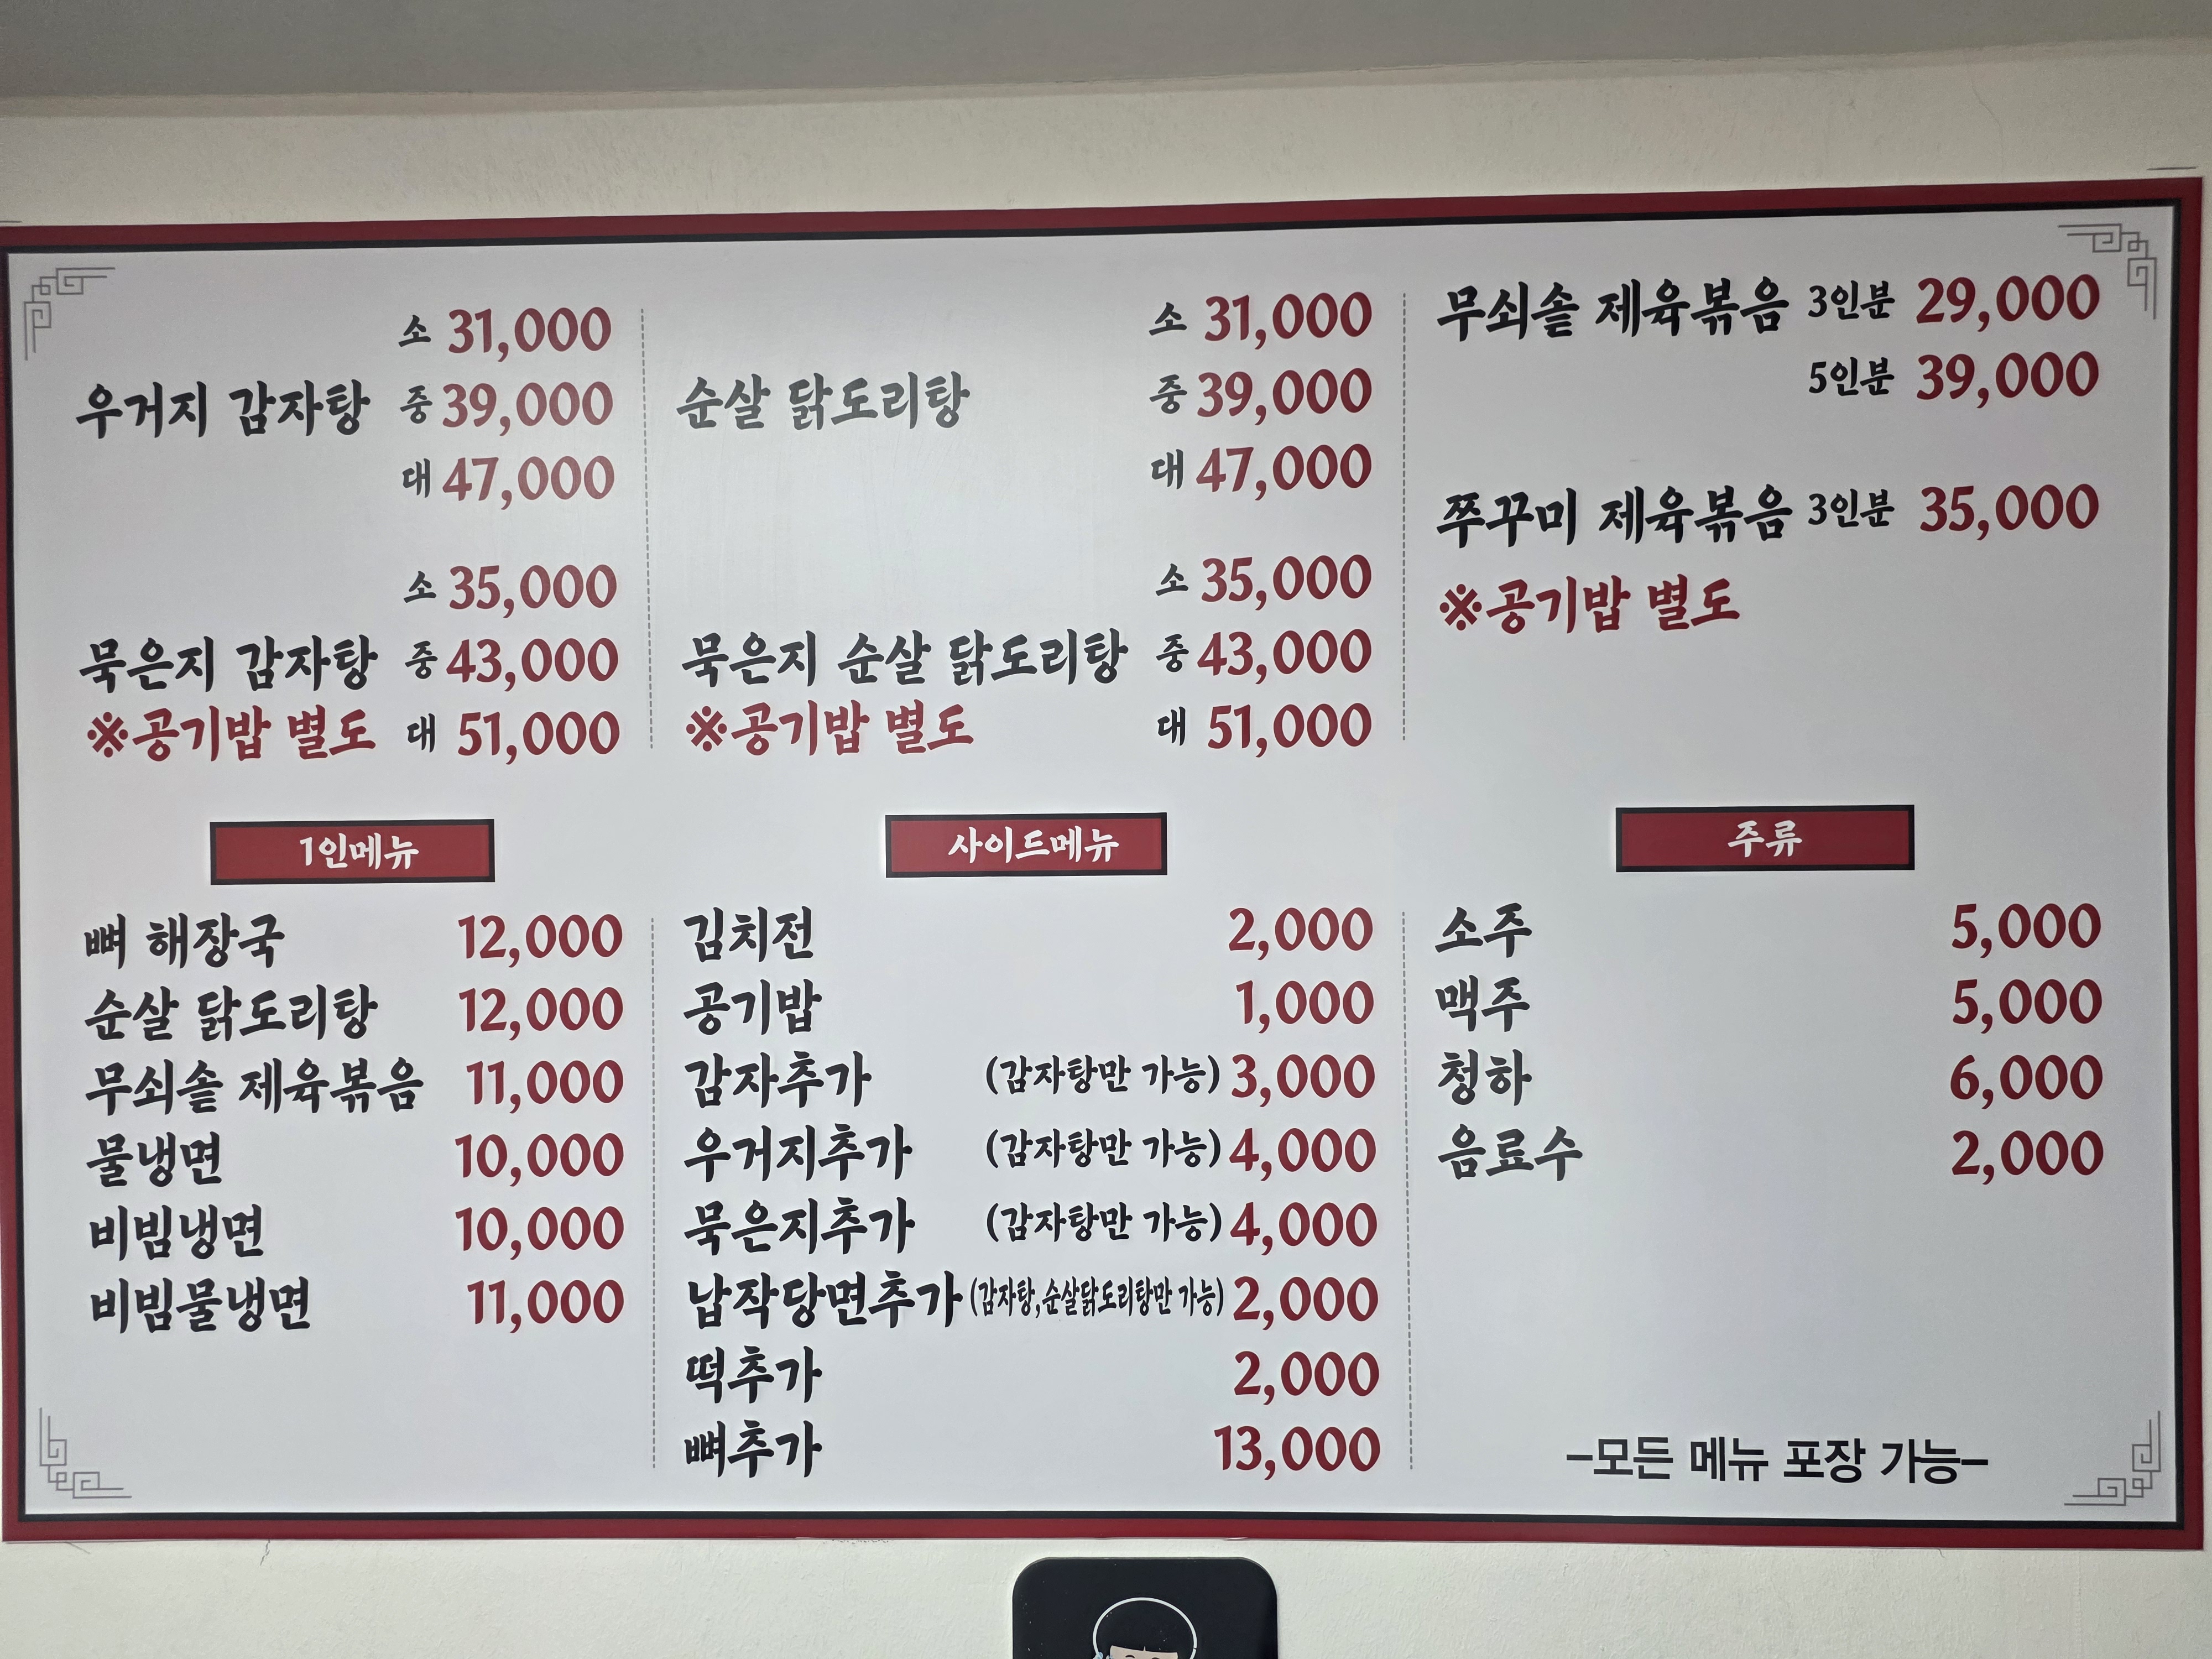 소 31,000
우거지 감자탕 중 39,000
대 47,000
소 35,000
묵은지 감자탕 중 43,000
※공기밥 별도 대 51,000
소 31,000
순살 닭도리탕 중 39,000
대 47,000
소 35,000
묵은지 순살 닭도리탕 중 43,000
※공기밥 별도 대 51,000
무쇠솥 제육볶음 3인분 29,000
5인분 39,000
쭈꾸미 제육볶음 3인분 35,000
※공기밥 별도
1인메뉴
뼈 해장국 12,000
순살 닭도리탕 12,000
무쇠솥 제육볶음 11,000
물냉면 10,000
비빔냉면 10,000
비빔물냉면 11,000
사이드메뉴
김치전 2,000
공기밥 1,000
감자추가 (감자탕만 가능) 3,000
우거지추가 (감자탕만 가능) 4,000
묵은지추가 (감자탕만 가능) 4,000
납작당면추가 (감자탕,순살닭도리탕만 가능) 2,000
떡추가 2,000
뼈추가 13,000
주류
소주 5,000
맥주 5,000
청하 6,000
음료수 2,000
-모든 메뉴 포장 가능-